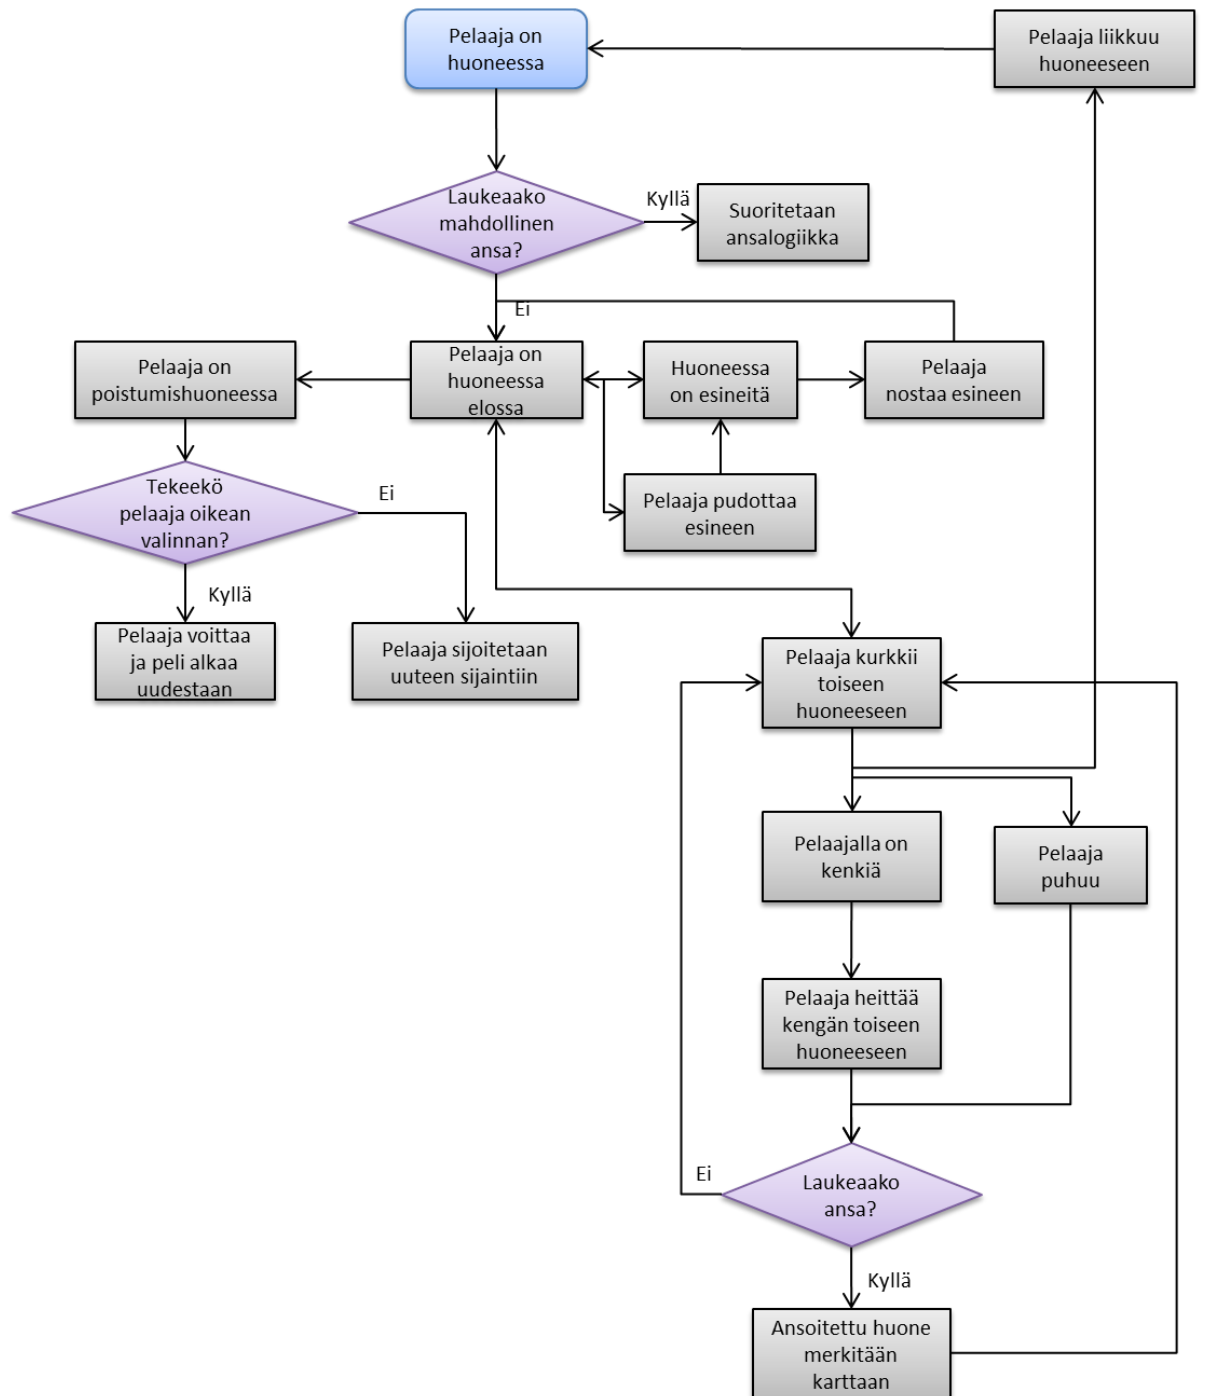 Pelaaja on
huoneessa
Pelaaja liikkuu
huoneeseen
Laukeaako
mahdollinen
ansa?
Kyllä
Suoritetaan
ansalogiikka
Ei
Pelaaja on
poistumishuoneessa
Pelaaja on
huoneessa
elossa
Huoneessa
on esineitä
Pelaaja
nostaa esineen
Tekeekö
pelaaja oikean
valinnan?
Ei
Pelaaja pudottaa
esineen
Kyllä
Pelaaja voittaa
ja peli alkaa
uudestaan
Pelaaja sijoitetaan
uuteen sijaintiin
Pelaaja kurkkii
toiseen
huoneeseen
Pelaajalla on
kenkiä
Pelaaja
puhuu
Pelaaja heittää
kengän toiseen
huoneeseen
Ei
Laukeaako
ansa?
Kyllä
Ansoitettu huone
merkitään
karttaan